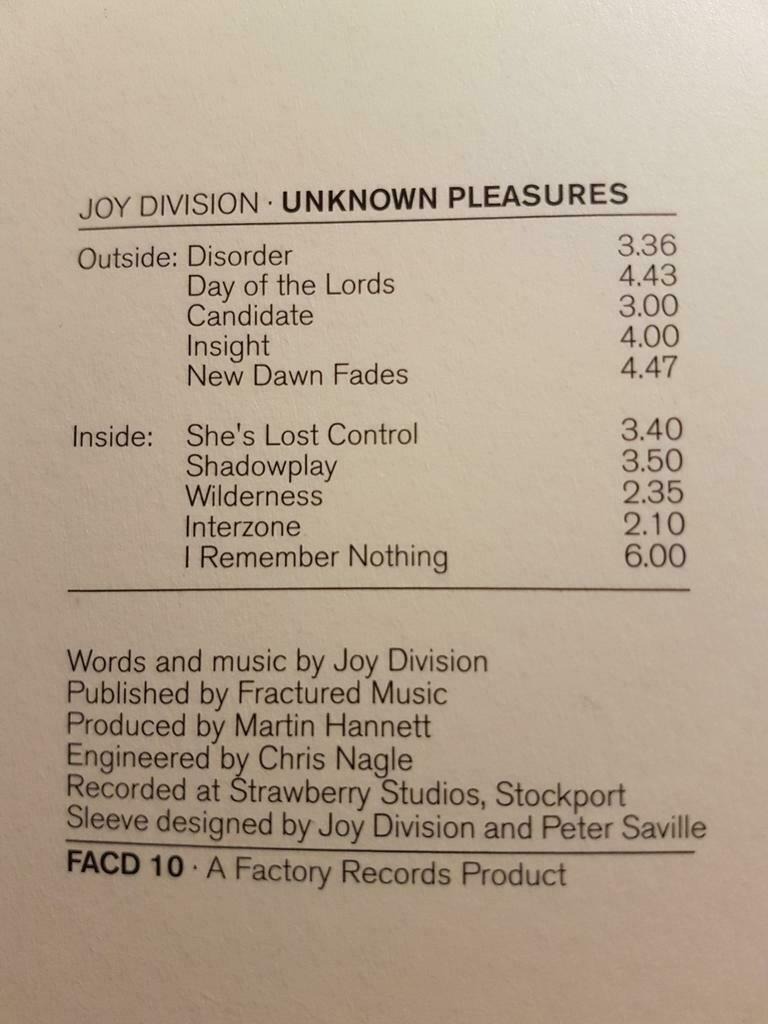 JOY DIVISION · UNKNOWN PLEASURES
Outside: Disorder 3.36
Day of the Lords 4.43
Candidate 3.00
Insight 4.00
New Dawn Fades 4.47
Inside: She's Lost Control 3.40
Shadowplay 3.50
Wilderness 2.35
Interzone 2.10
I Remember Nothing 6.00
Words and music by Joy Division
Published by Fractured Music
Produced by Martin Hannett
Engineered by Chris Nagle
Recorded at Strawberry Studios, Stockport
Sleeve designed by Joy Division and Peter Saville
FACD 10 · A Factory Records Product